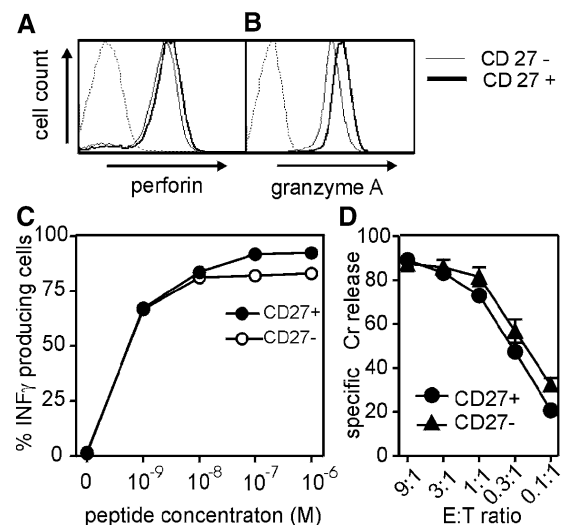 A
B
cell count
perforin
granzyme A
CD 27 -
CD 27 +
C
% INFγ producing cells
100
75
50
25
0
CD27+
CD27-
0 10⁻⁹ 10⁻⁸ 10⁻⁷ 10⁻⁶
peptide concentraton (M)
D
specific Cr release
100
80
60
40
20
0
CD27+
CD27-
9:1 3:1 1:1 0.3:1 0.1:1
E:T ratio